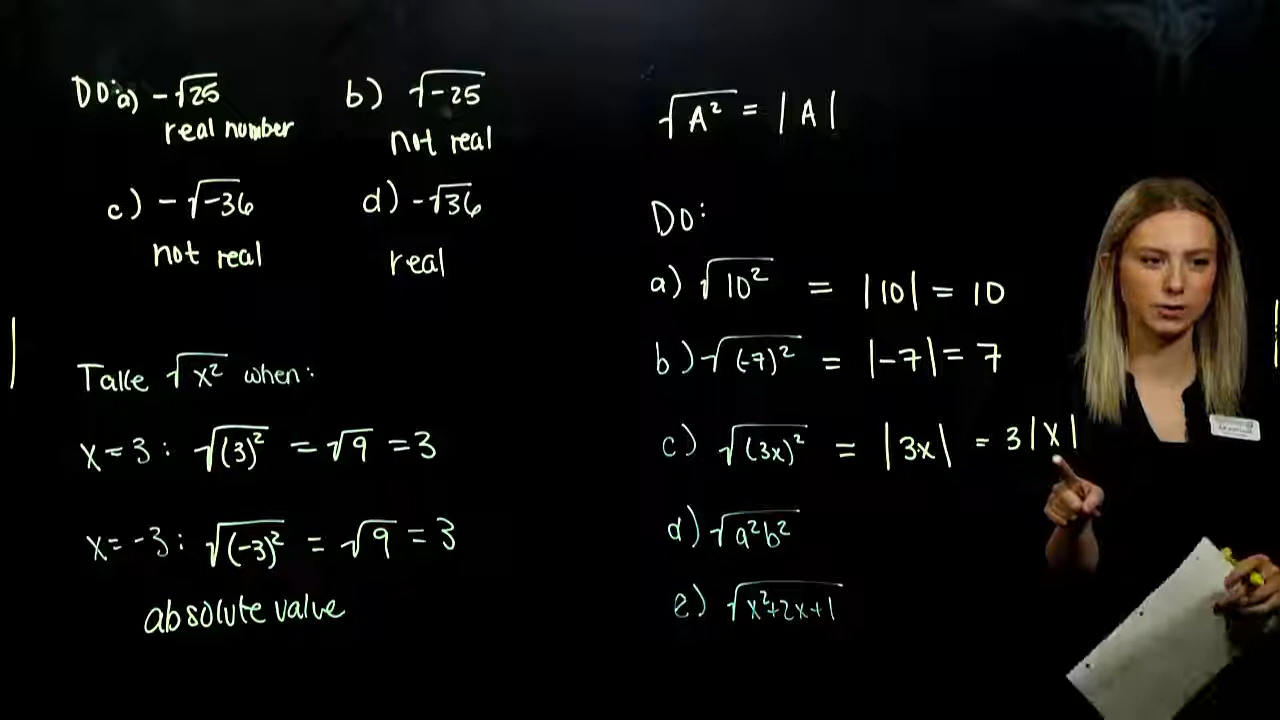 Do: a) -√25 b) √-25
real number not real
c) -√-36 d) -√36
not real real
Take √x² when:
x=3: √(3)² = √9 = 3
x=-3: √(-3)² = √9 = 3
absolute value
√A² = |A|
Do:
a) √10² = |10| = 10
b) √(-7)² = |-7| = 7
c) √(3x)² = |3x| = 3|x|
d) √a²b²
e) √x²+2x+1